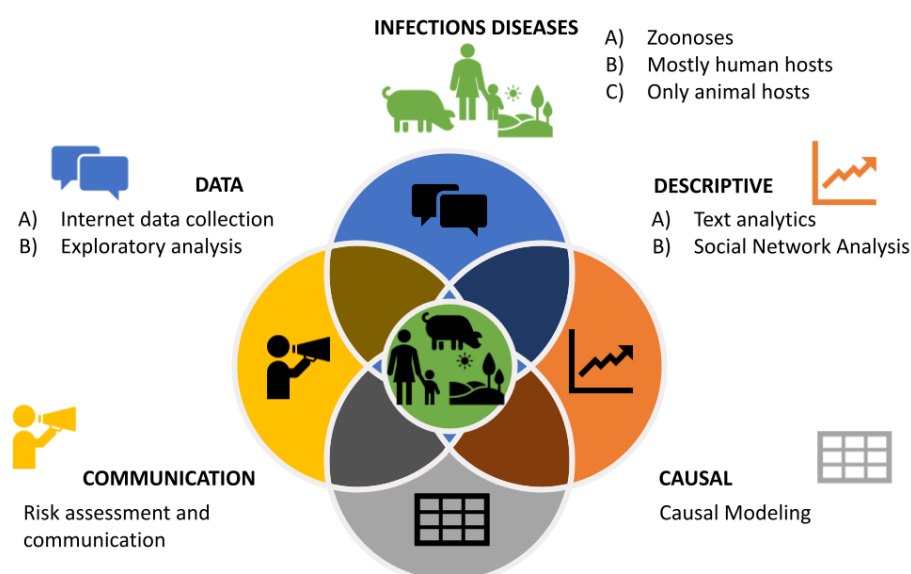 INFECTIONS DISEASES
A) Zoonoses
B) Mostly human hosts
C) Only animal hosts
DATA
A) Internet data collection
B) Exploratory analysis
DESCRIPTIVE
A) Text analytics
B) Social Network Analysis
COMMUNICATION
Risk assessment and
communication
CAUSAL
Causal Modeling